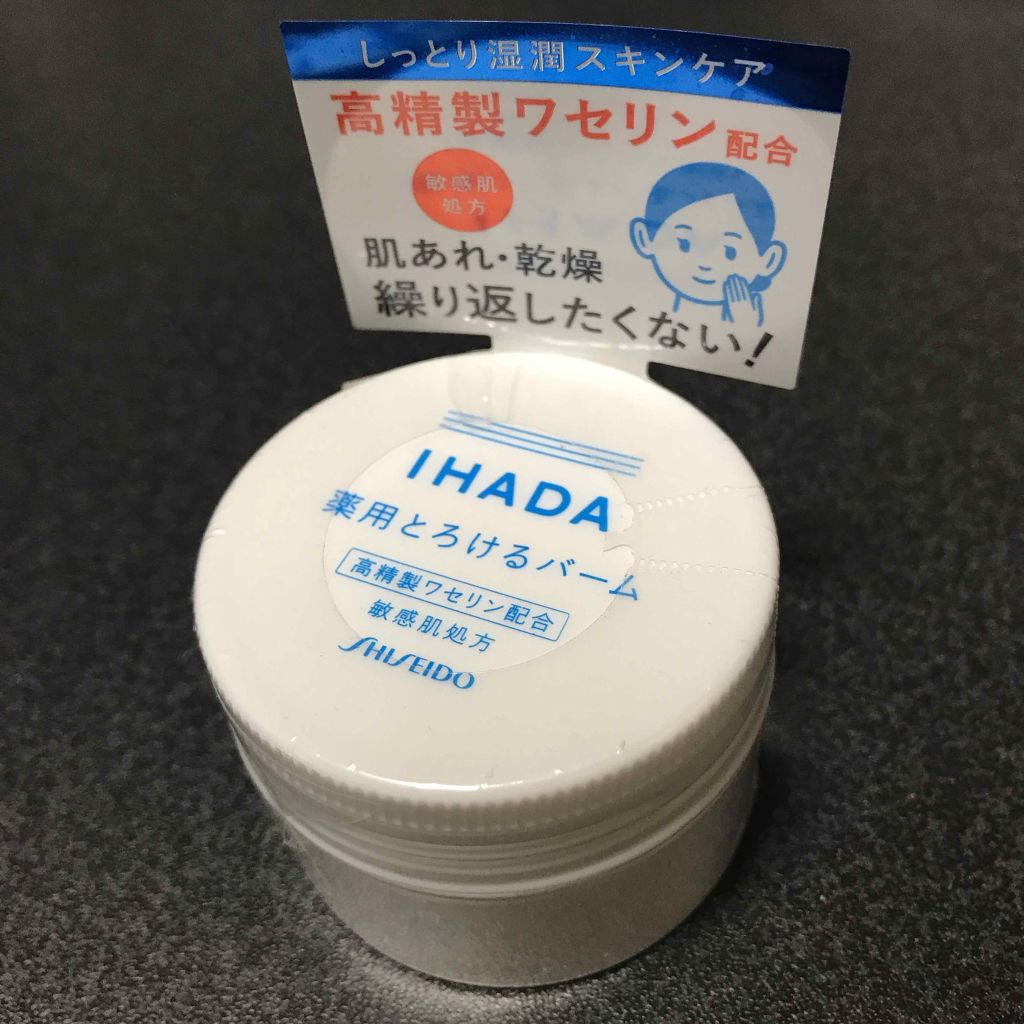 しっとり湿潤スキンケア
高精製ワセリン配合
敏感肌
処方
肌あれ・乾燥
繰り返したくない!
IHADA
薬用とろけるバーム
高精製ワセリン配合
敏感肌処方
SHISEIDO